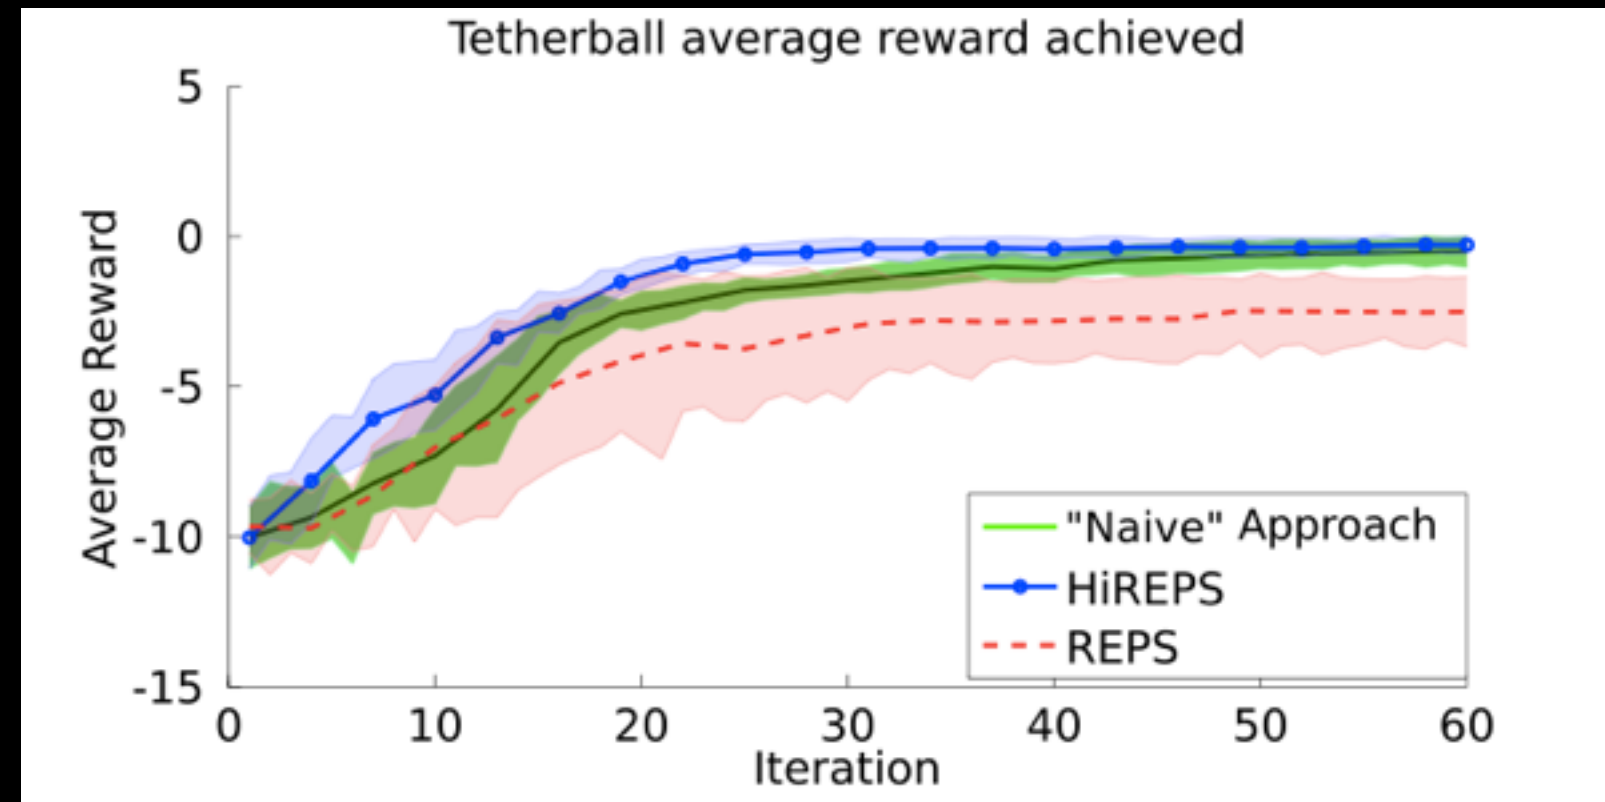 Tetherball average reward achieved
5
0
-5
-10
-15
Average Reward
0 10 20 30 40 50 60
Iteration
"Naive" Approach
HiREPS
REPS